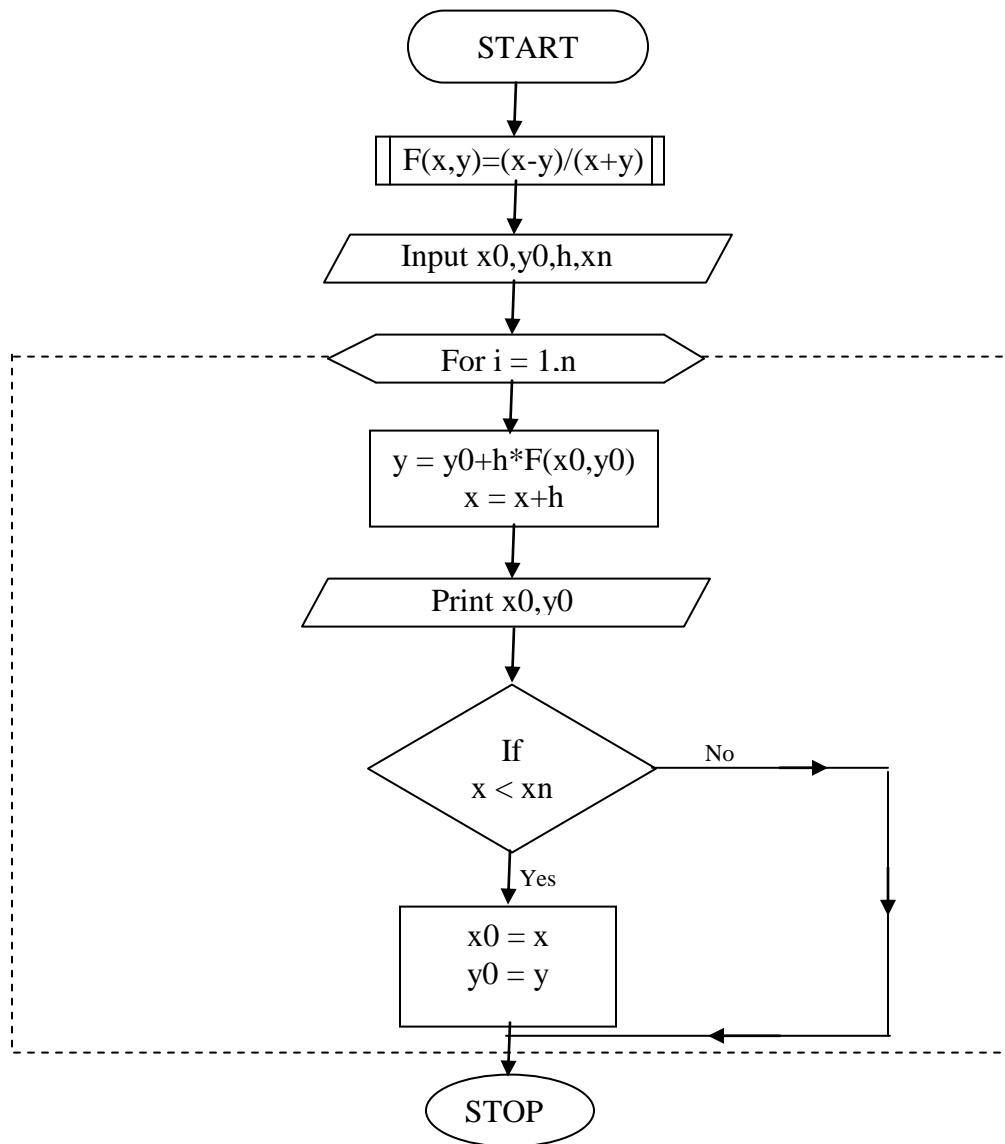 START
F(x,y)=(x-y)/(x+y)
Input x0,y0,h,xn
For i = 1,n
y = y0+h*F(x0,y0)
x = x+h
Print x0,y0
If
x < xn
No
Yes
x0 = x
y0 = y
STOP